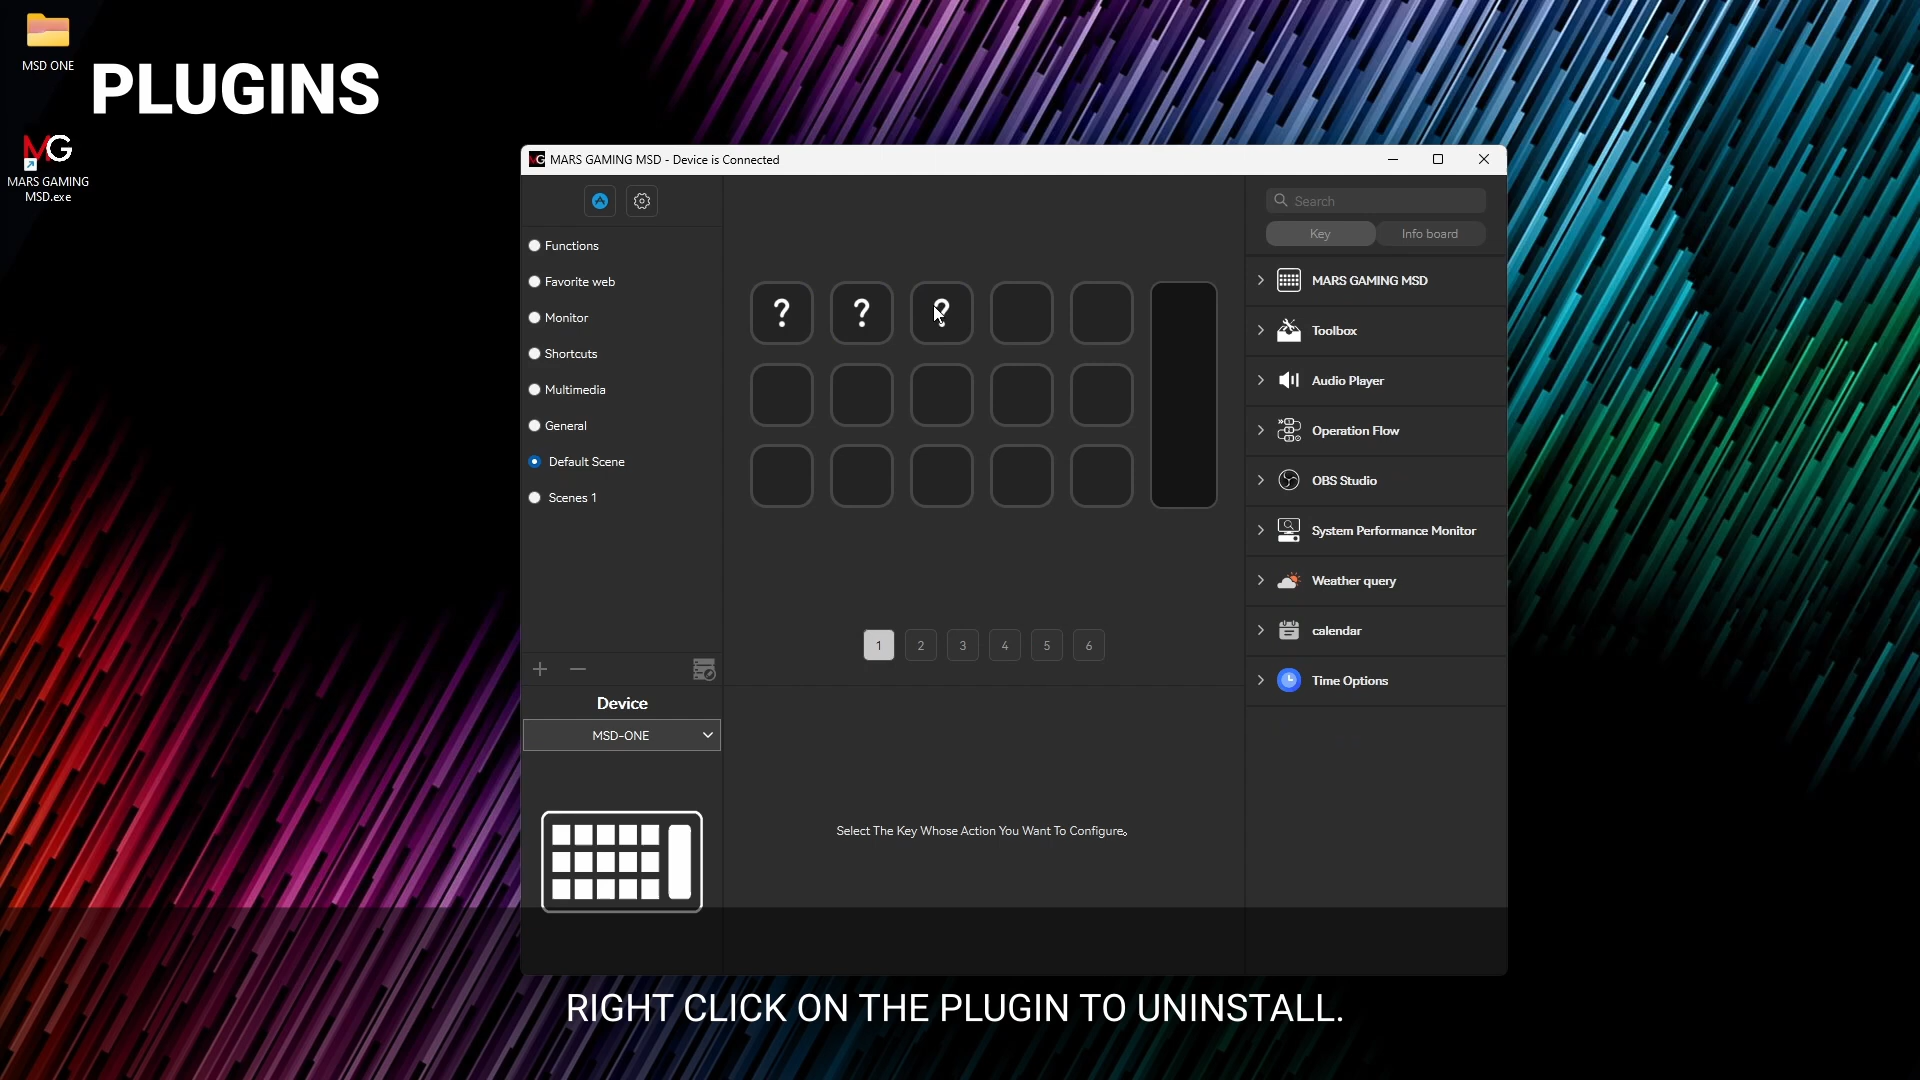 MSD ONE
PLUGINS
MG
MARS GAMING
MSD.exe
MG MARS GAMING MSD - Device is Connected
Functions
Favorite web
Monitor
Shortcuts
Multimedia
General
Default Scene
Scenes 1
Device
MSD-ONE
? ? ?
1 2 3 4 5 6
Select The Key Whose Action You Want To Configure。
Search
Key Info board
MARS GAMING MSD
Toolbox
Audio Player
Operation Flow
OBS Studio
System Performance Monitor
Weather query
calendar
Time Options
RIGHT CLICK ON THE PLUGIN TO UNINSTALL.